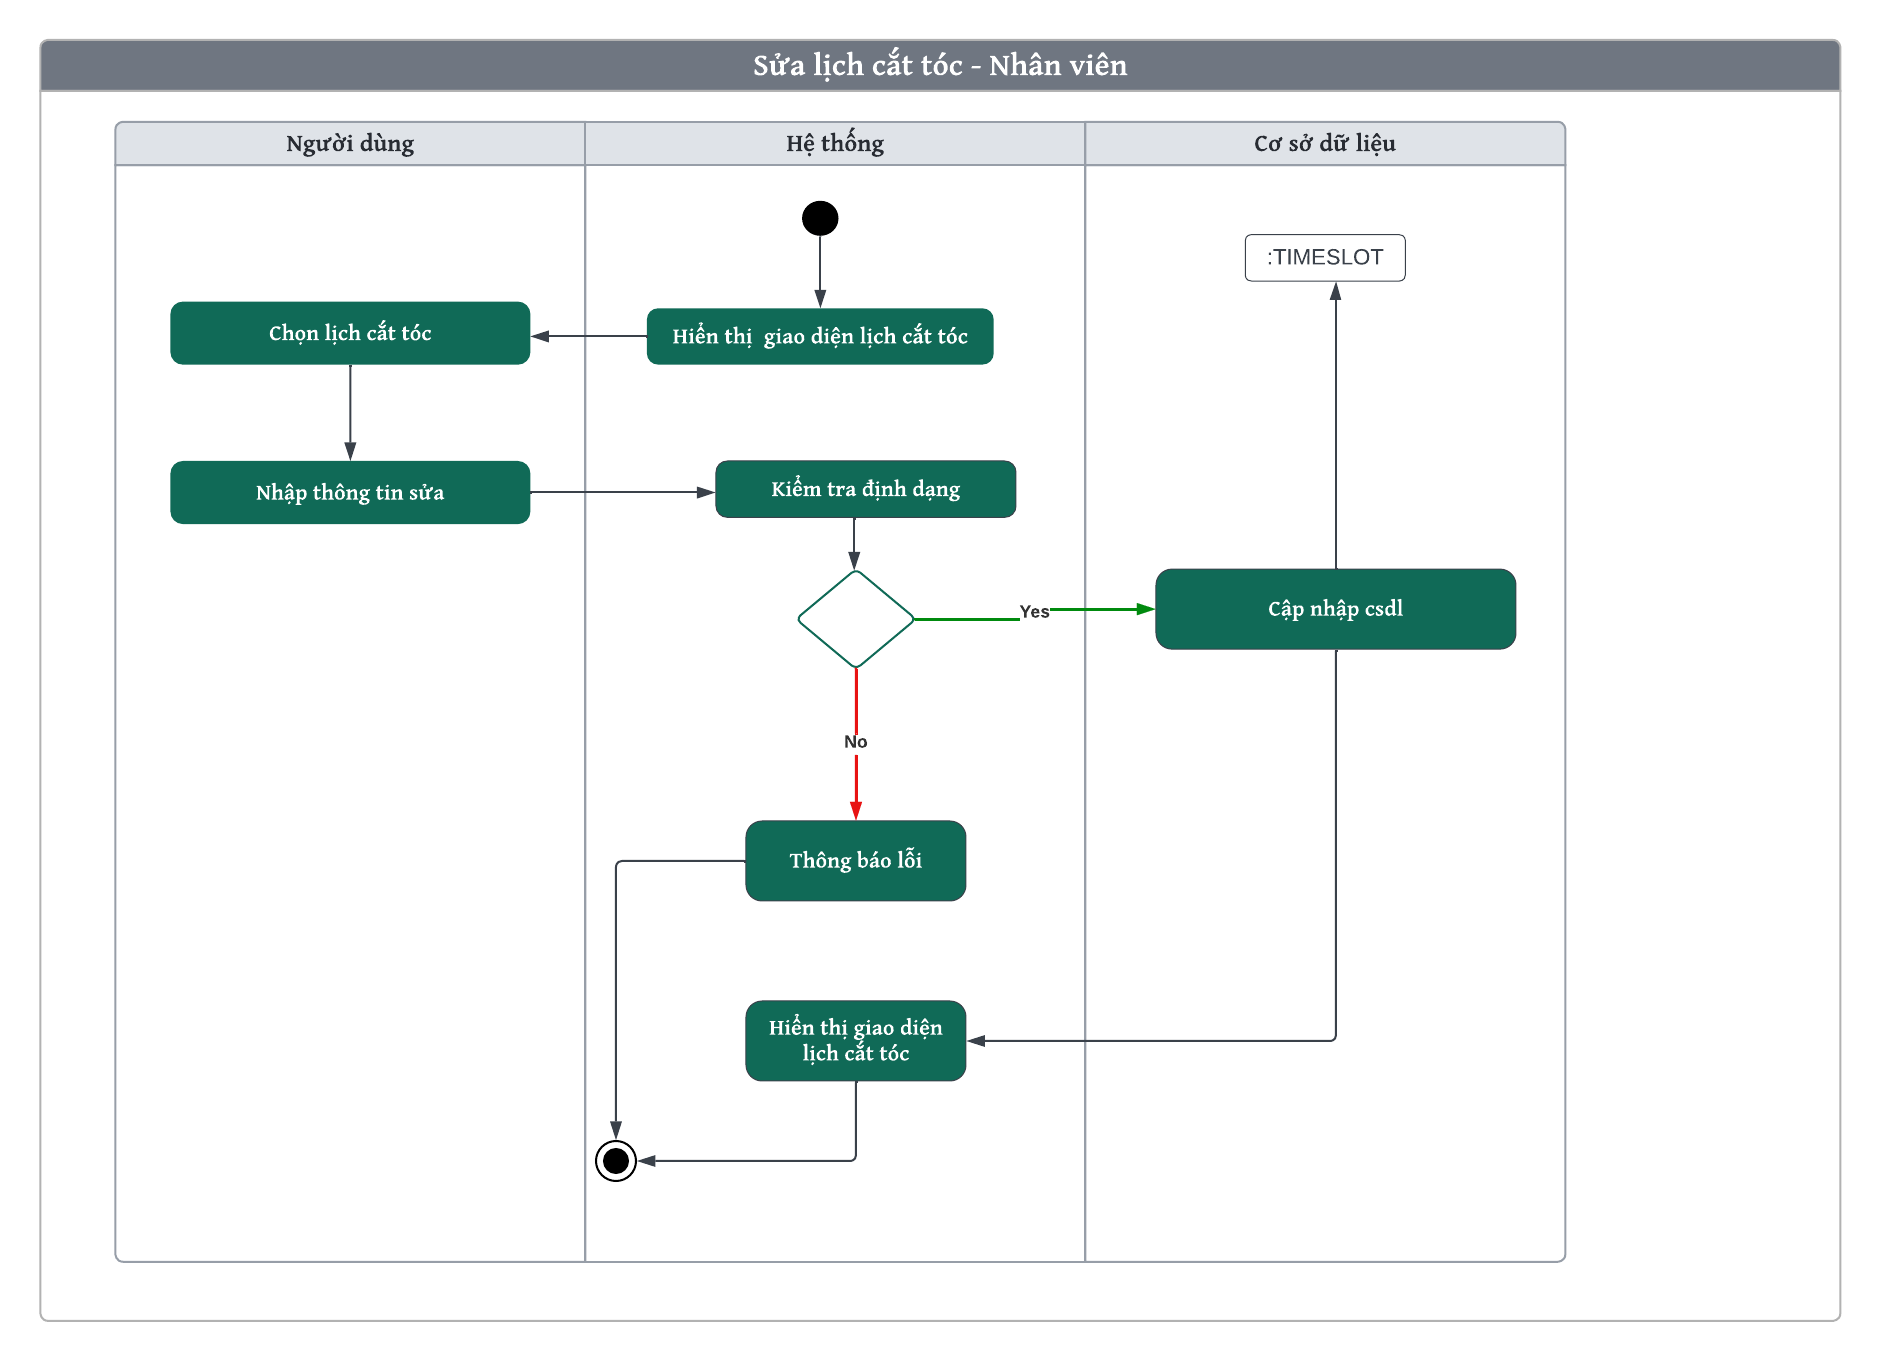 Sửa lịch cắt tóc - Nhân viên
Người dùng
Hệ thống
Cơ sở dữ liệu
:TIMESLOT
Chọn lịch cắt tóc
Hiển thị  giao diện lịch cắt tóc
Nhập thông tin sửa
Kiểm tra định dạng
Yes
Cập nhập csdl
No
Thông báo lỗi
Hiển thị giao diện
lịch cắt tóc